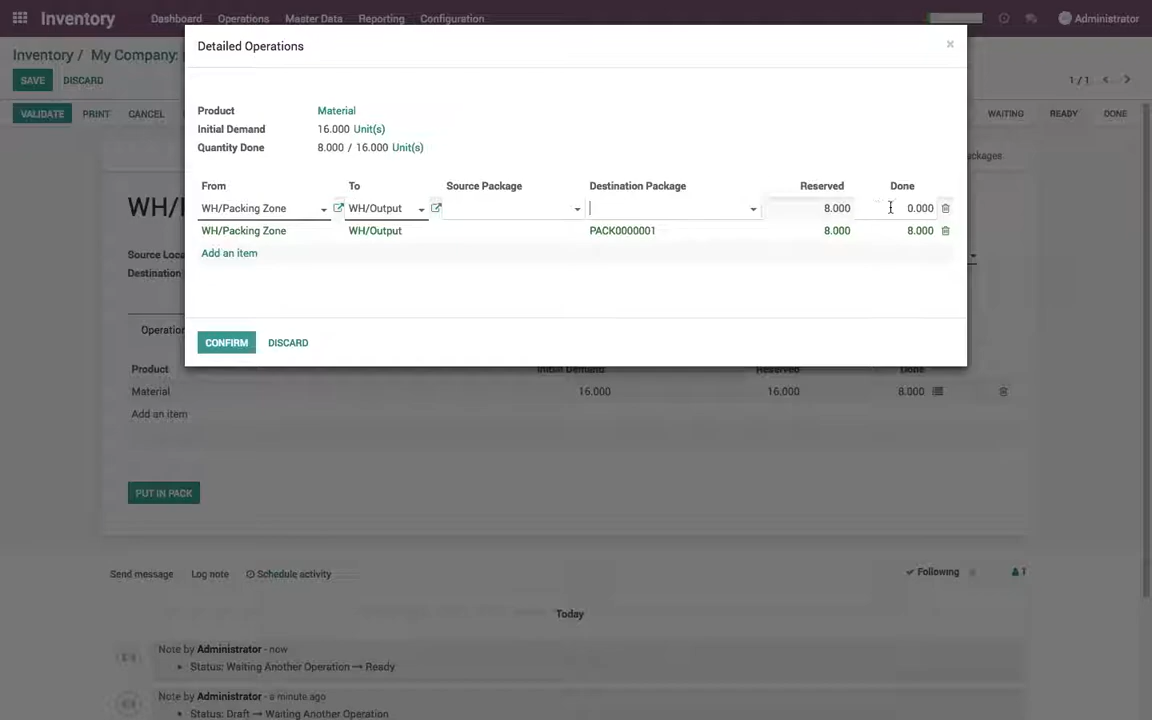 Inventory Dashboard Operations Master Data Reporting Configuration Administrator
Detailed Operations ×
Inventory / My Company:
SAVE DISCARD 1 / 1
VALIDATE PRINT CANCEL WAITING READY DONE
Product Material
Initial Demand 16.000 Unit(s)
Quantity Done 8.000 / 16.000 Unit(s)
From To Source Package Destination Package Reserved Done
WH/Packing Zone WH/Output 8.000 0.000
WH/Packing Zone WH/Output PACK0000001 8.000 8.000
Add an item
CONFIRM DISCARD
WH/
Source Loca
Destination
Operation
Product Initial Demand Reserved Done
Material 16.000 16.000 8.000
Add an item
PUT IN PACK
Send message Log note Schedule activity Following 1
Today
Note by Administrator - now
• Status: Waiting Another Operation → Ready
Note by Administrator - a minute ago
• Status: Draft → Waiting Another Operation